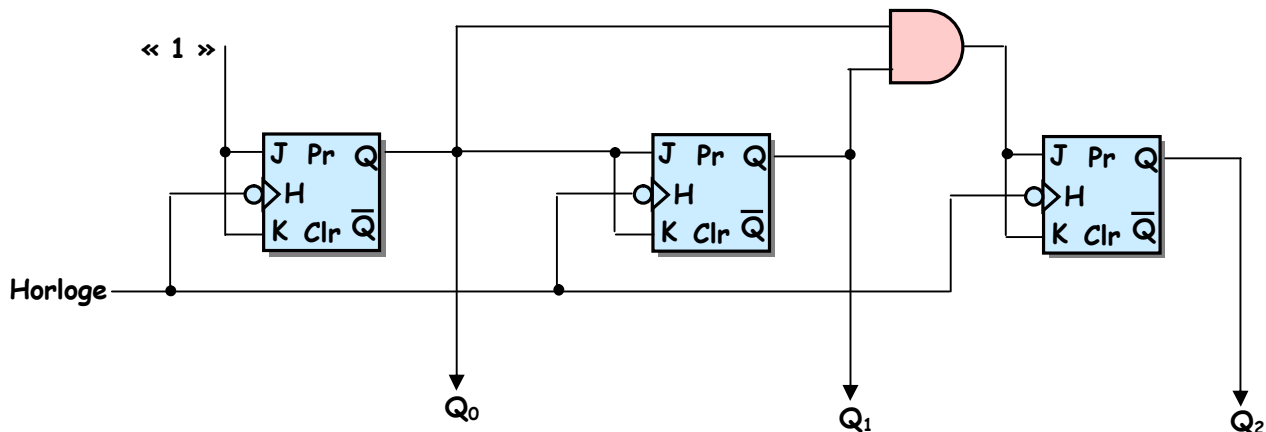 « 1 »
J Pr Q
H
K Clr Q̅
J Pr Q
H
K Clr Q̅
J Pr Q
H
K Clr Q̅
Horloge
Q₀
Q₁
Q₂